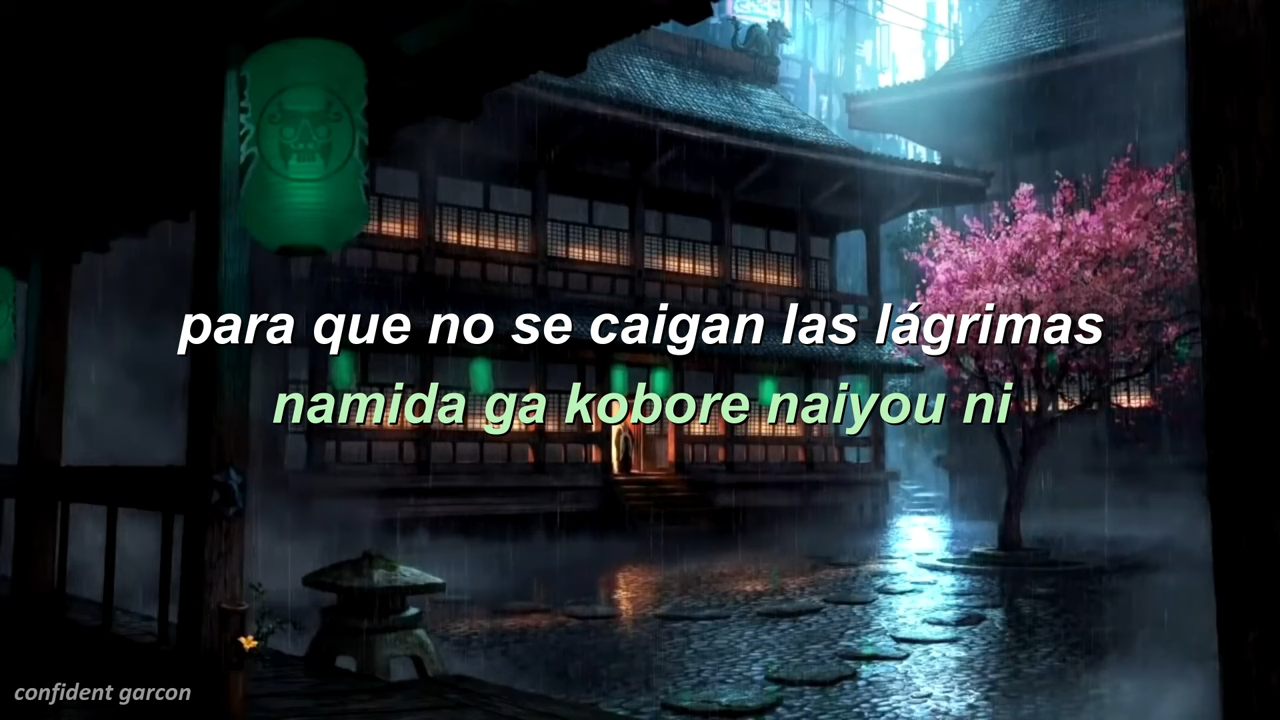 para que no se caigan las lágrimas
namida ga kobore naiyou ni
confident garcon